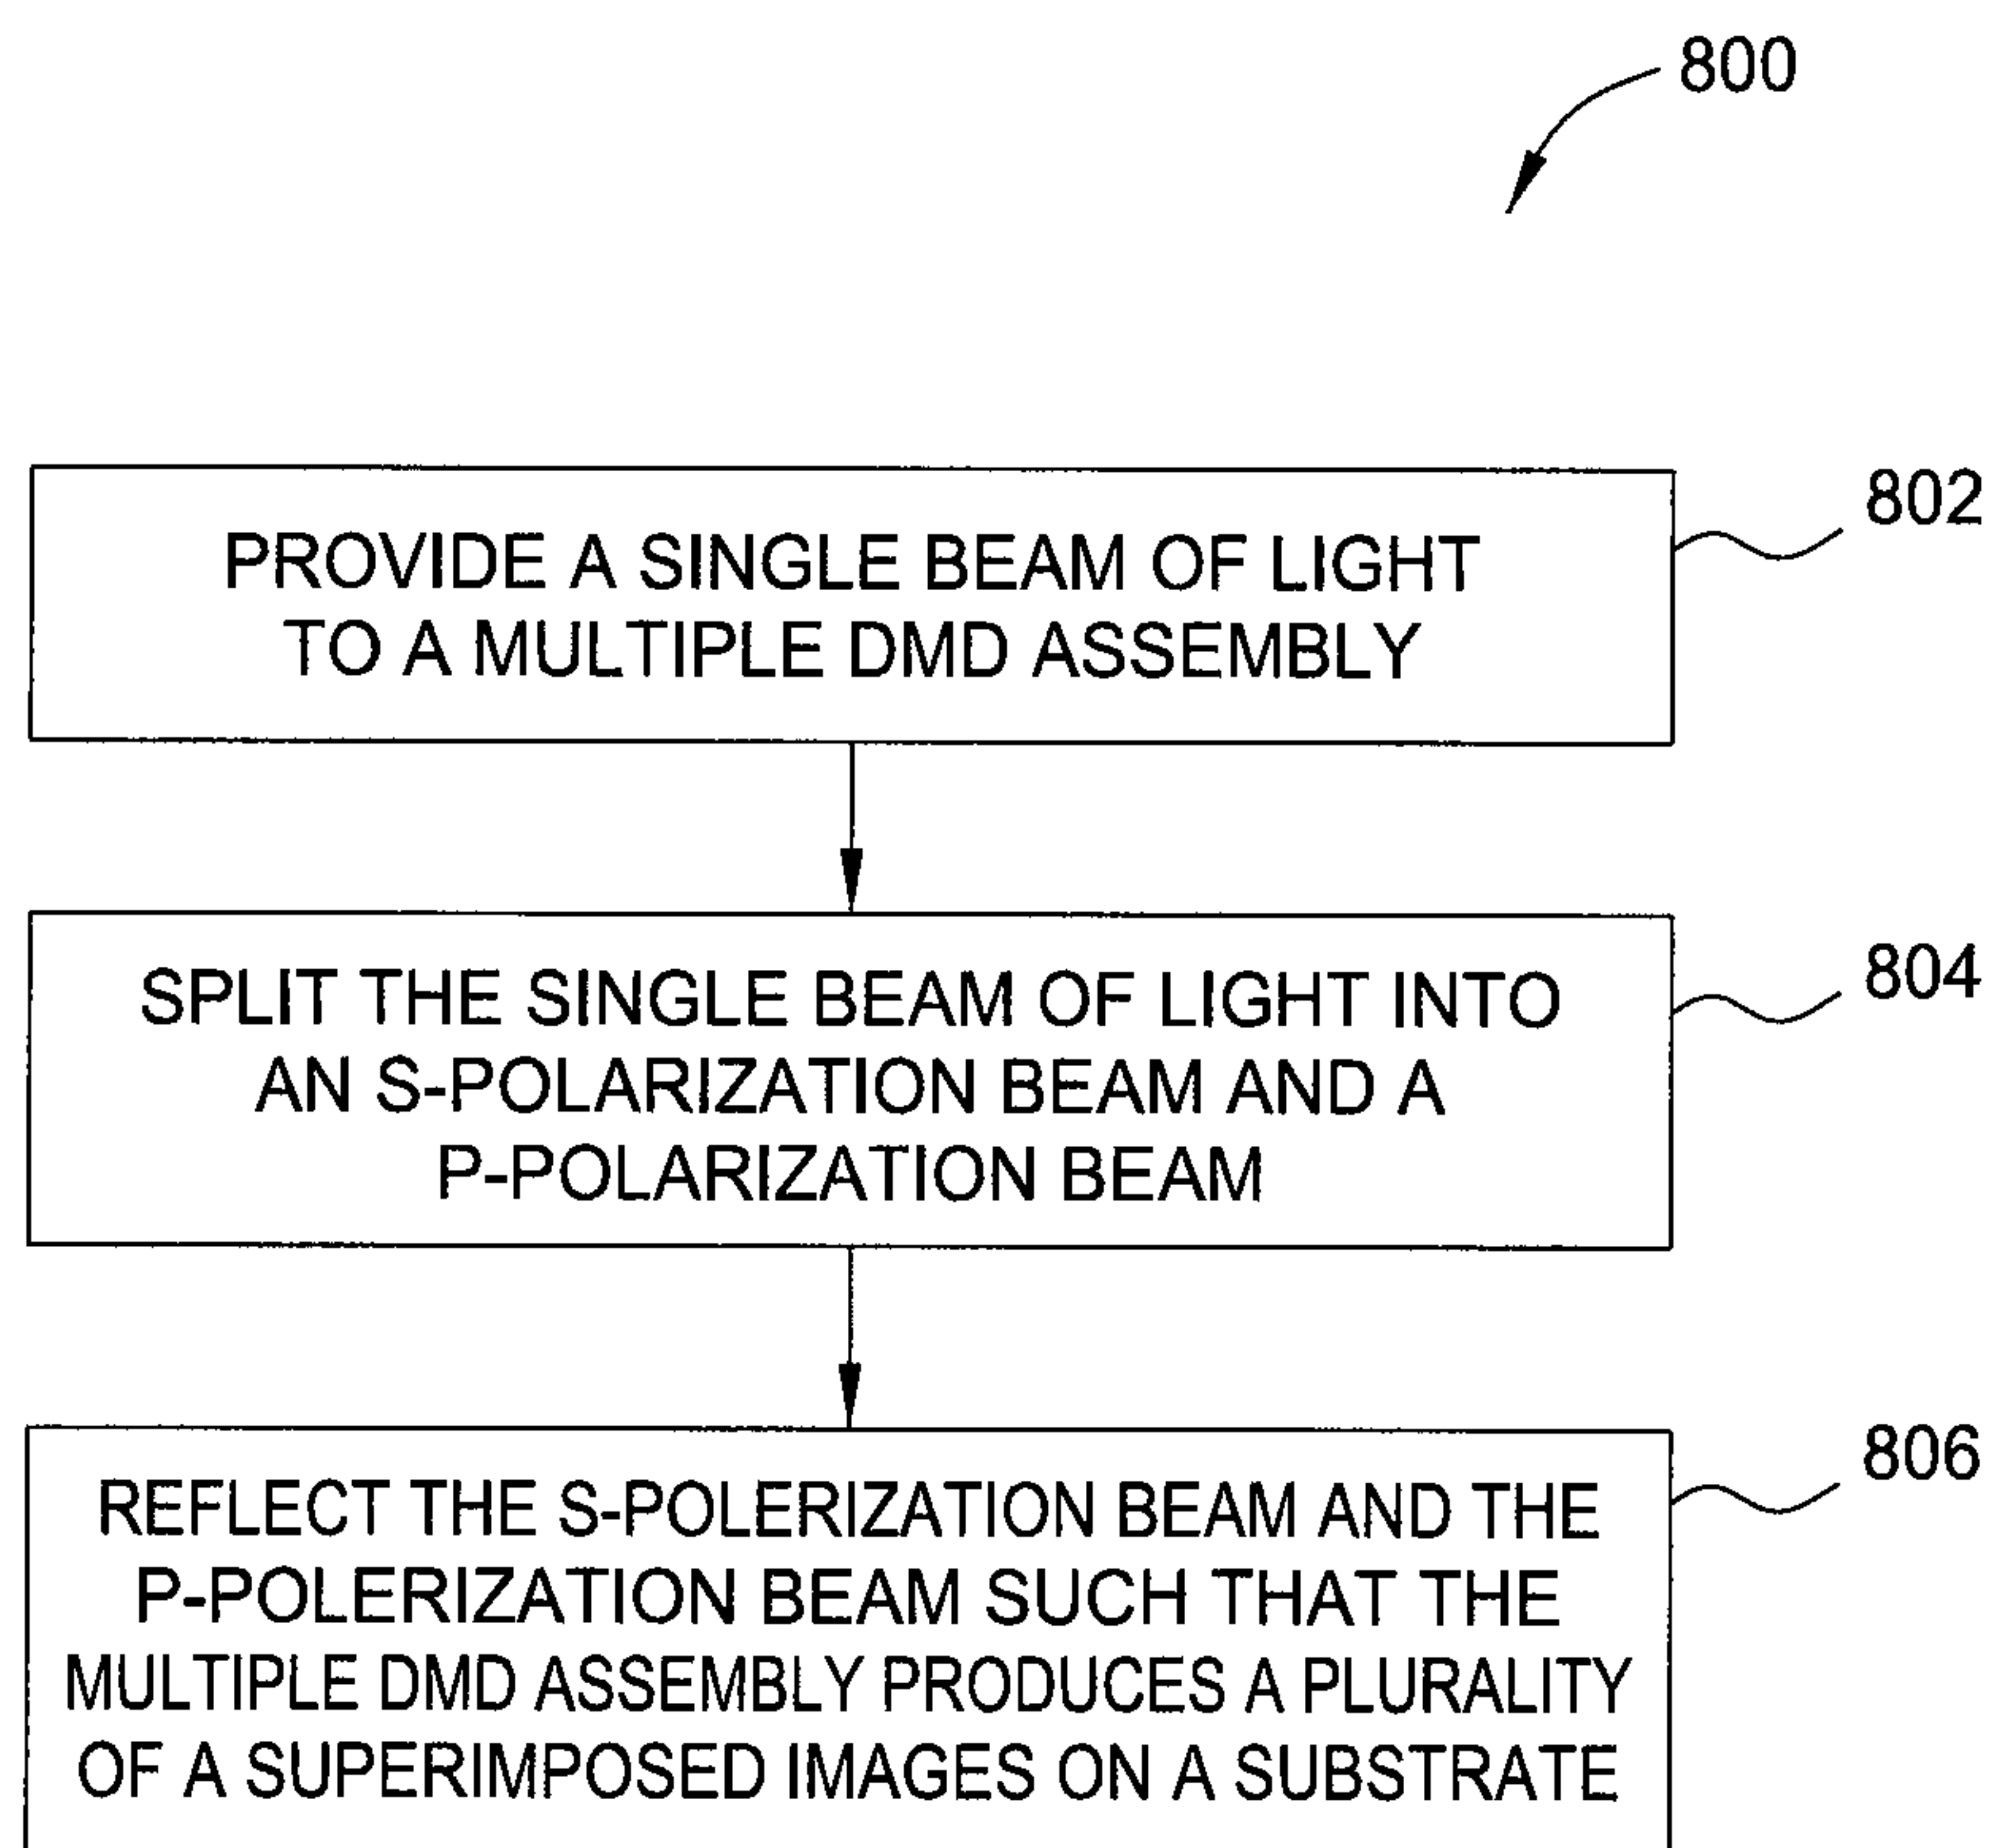 800
802
PROVIDE A SINGLE BEAM OF LIGHT
TO A MULTIPLE DMD ASSEMBLY
804
SPLIT THE SINGLE BEAM OF LIGHT INTO
AN S-POLARIZATION BEAM AND A
P-POLARIZATION BEAM
806
REFLECT THE S-POLERIZATION BEAM AND THE
P-POLERIZATION BEAM SUCH THAT THE
MULTIPLE DMD ASSEMBLY PRODUCES A PLURALITY
OF A SUPERIMPOSED IMAGES ON A SUBSTRATE